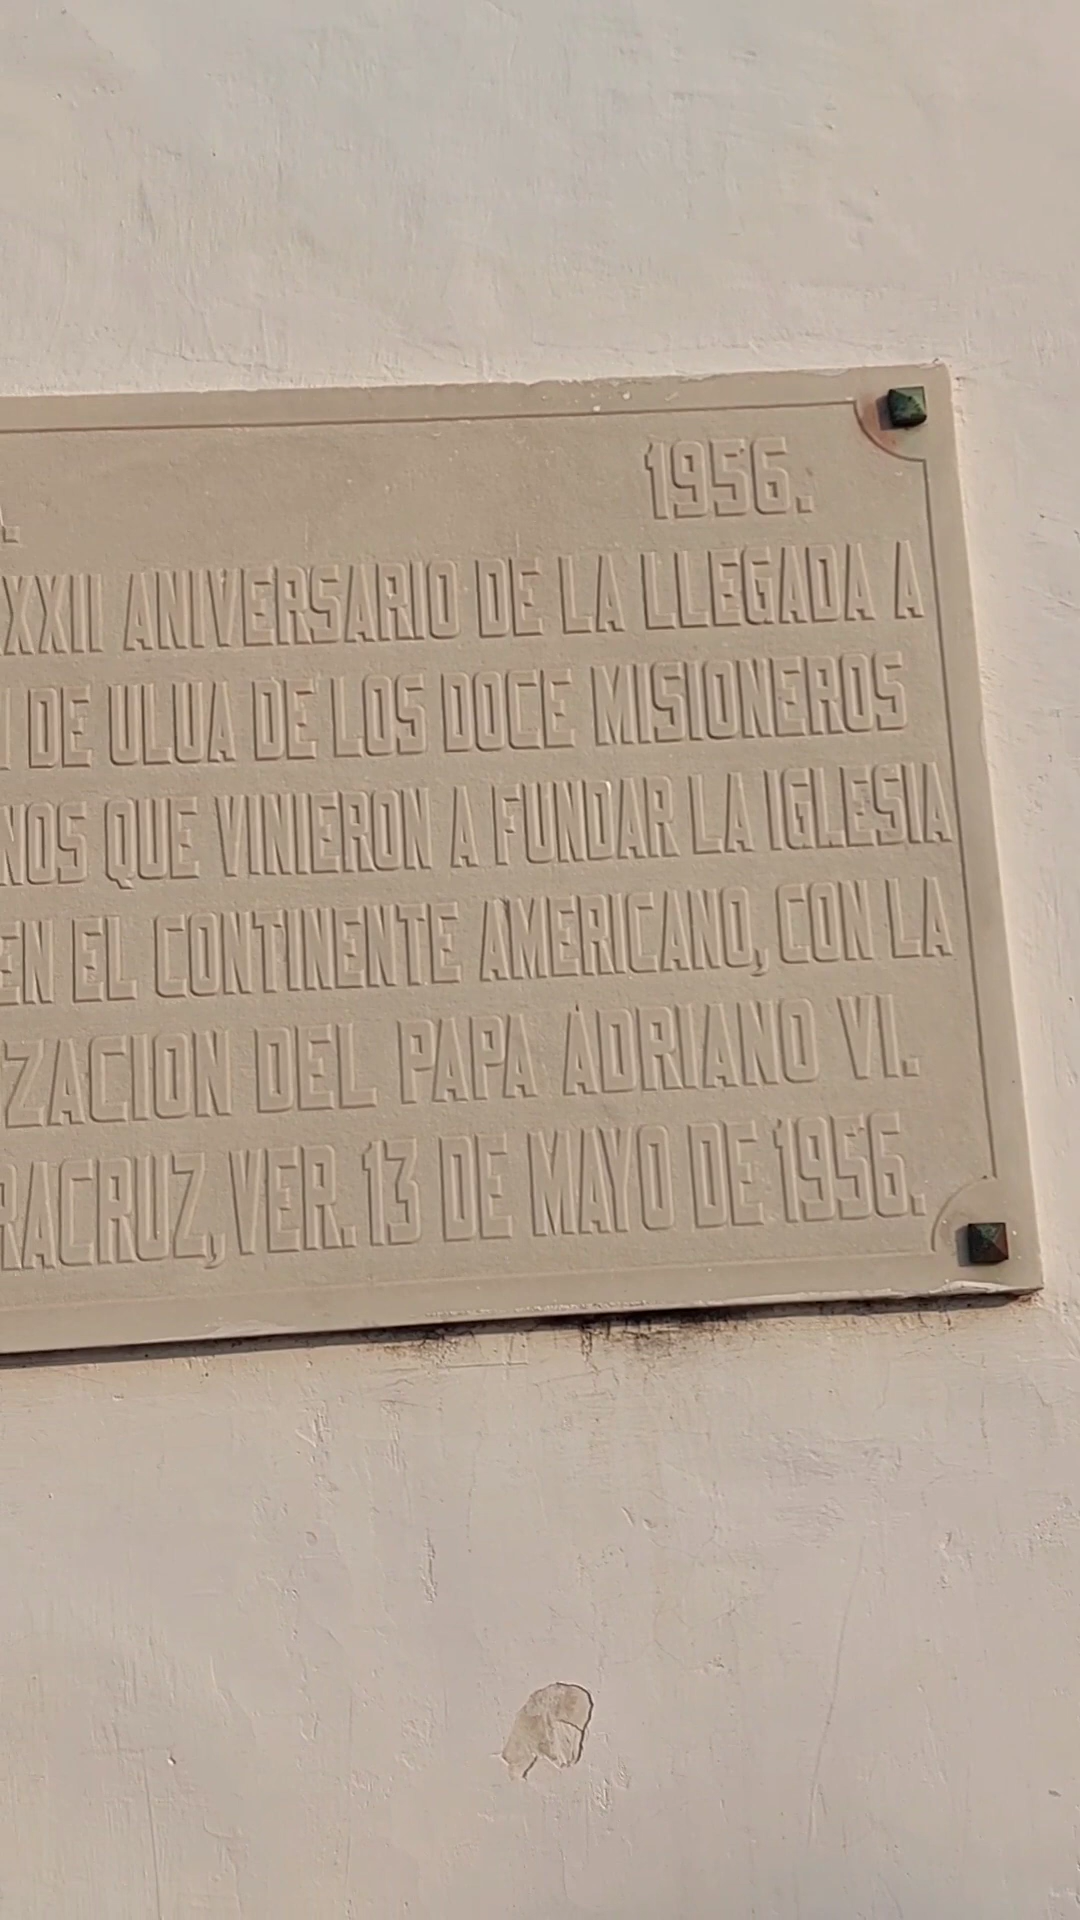 1956.
XXII ANIVERSARIO DE LA LLEGADA A
DE ULUA DE LOS DOCE MISIONEROS
NOS QUE VINIERON A FUNDAR LA IGLESIA
EN EL CONTINENTE AMERICANO, CON LA
ZACION DEL PAPA ADRIANO VI.
RACRUZ, VER. 13 DE MAYO DE 1956.